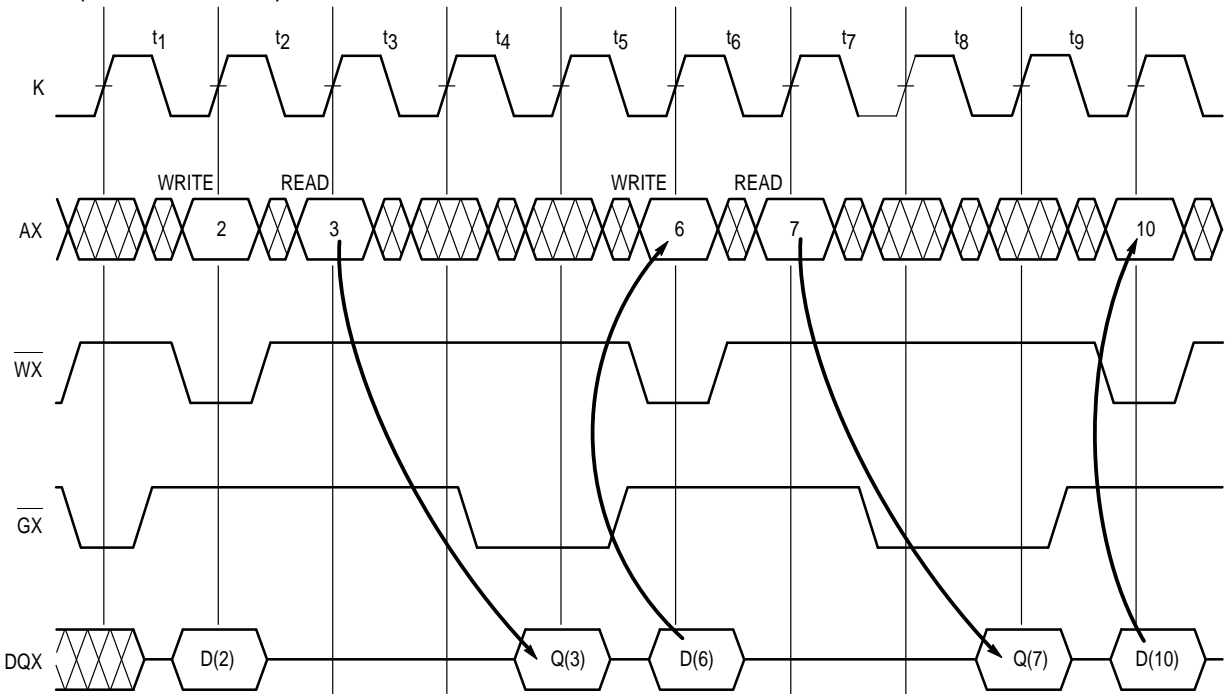 t1 t2 t3 t4 t5 t6 t7 t8 t9
K
WRITE READ WRITE READ
AX 2 3 6 7 10
WX
GX
DQX D(2) Q(3) D(6) Q(7) D(10)